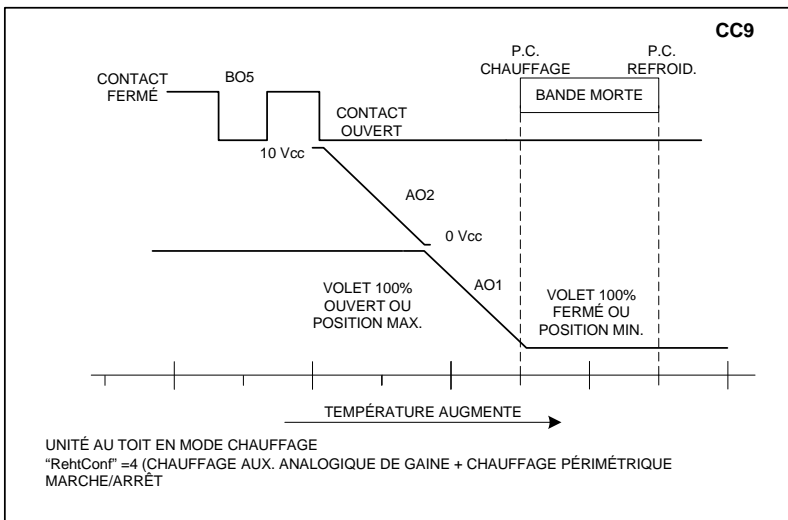 CC9
P.C.
CHAUFFAGE
P.C.
REFROID.
CONTACT
FERMÉ
BO5
BANDE MORTE
CONTACT
OUVERT
10 Vcc
AO2
0 Vcc
AO1
VOLET 100%
OUVERT OU
POSITION MAX.
VOLET 100%
FERMÉ OU
POSITION MIN.
TEMPÉRATURE AUGMENTE
UNITÉ AU TOIT EN MODE CHAUFFAGE
“RehtConf” =4 (CHAUFFAGE AUX. ANALOGIQUE DE GAINE + CHAUFFAGE PÉRIMÉTRIQUE
MARCHE/ARRÊT